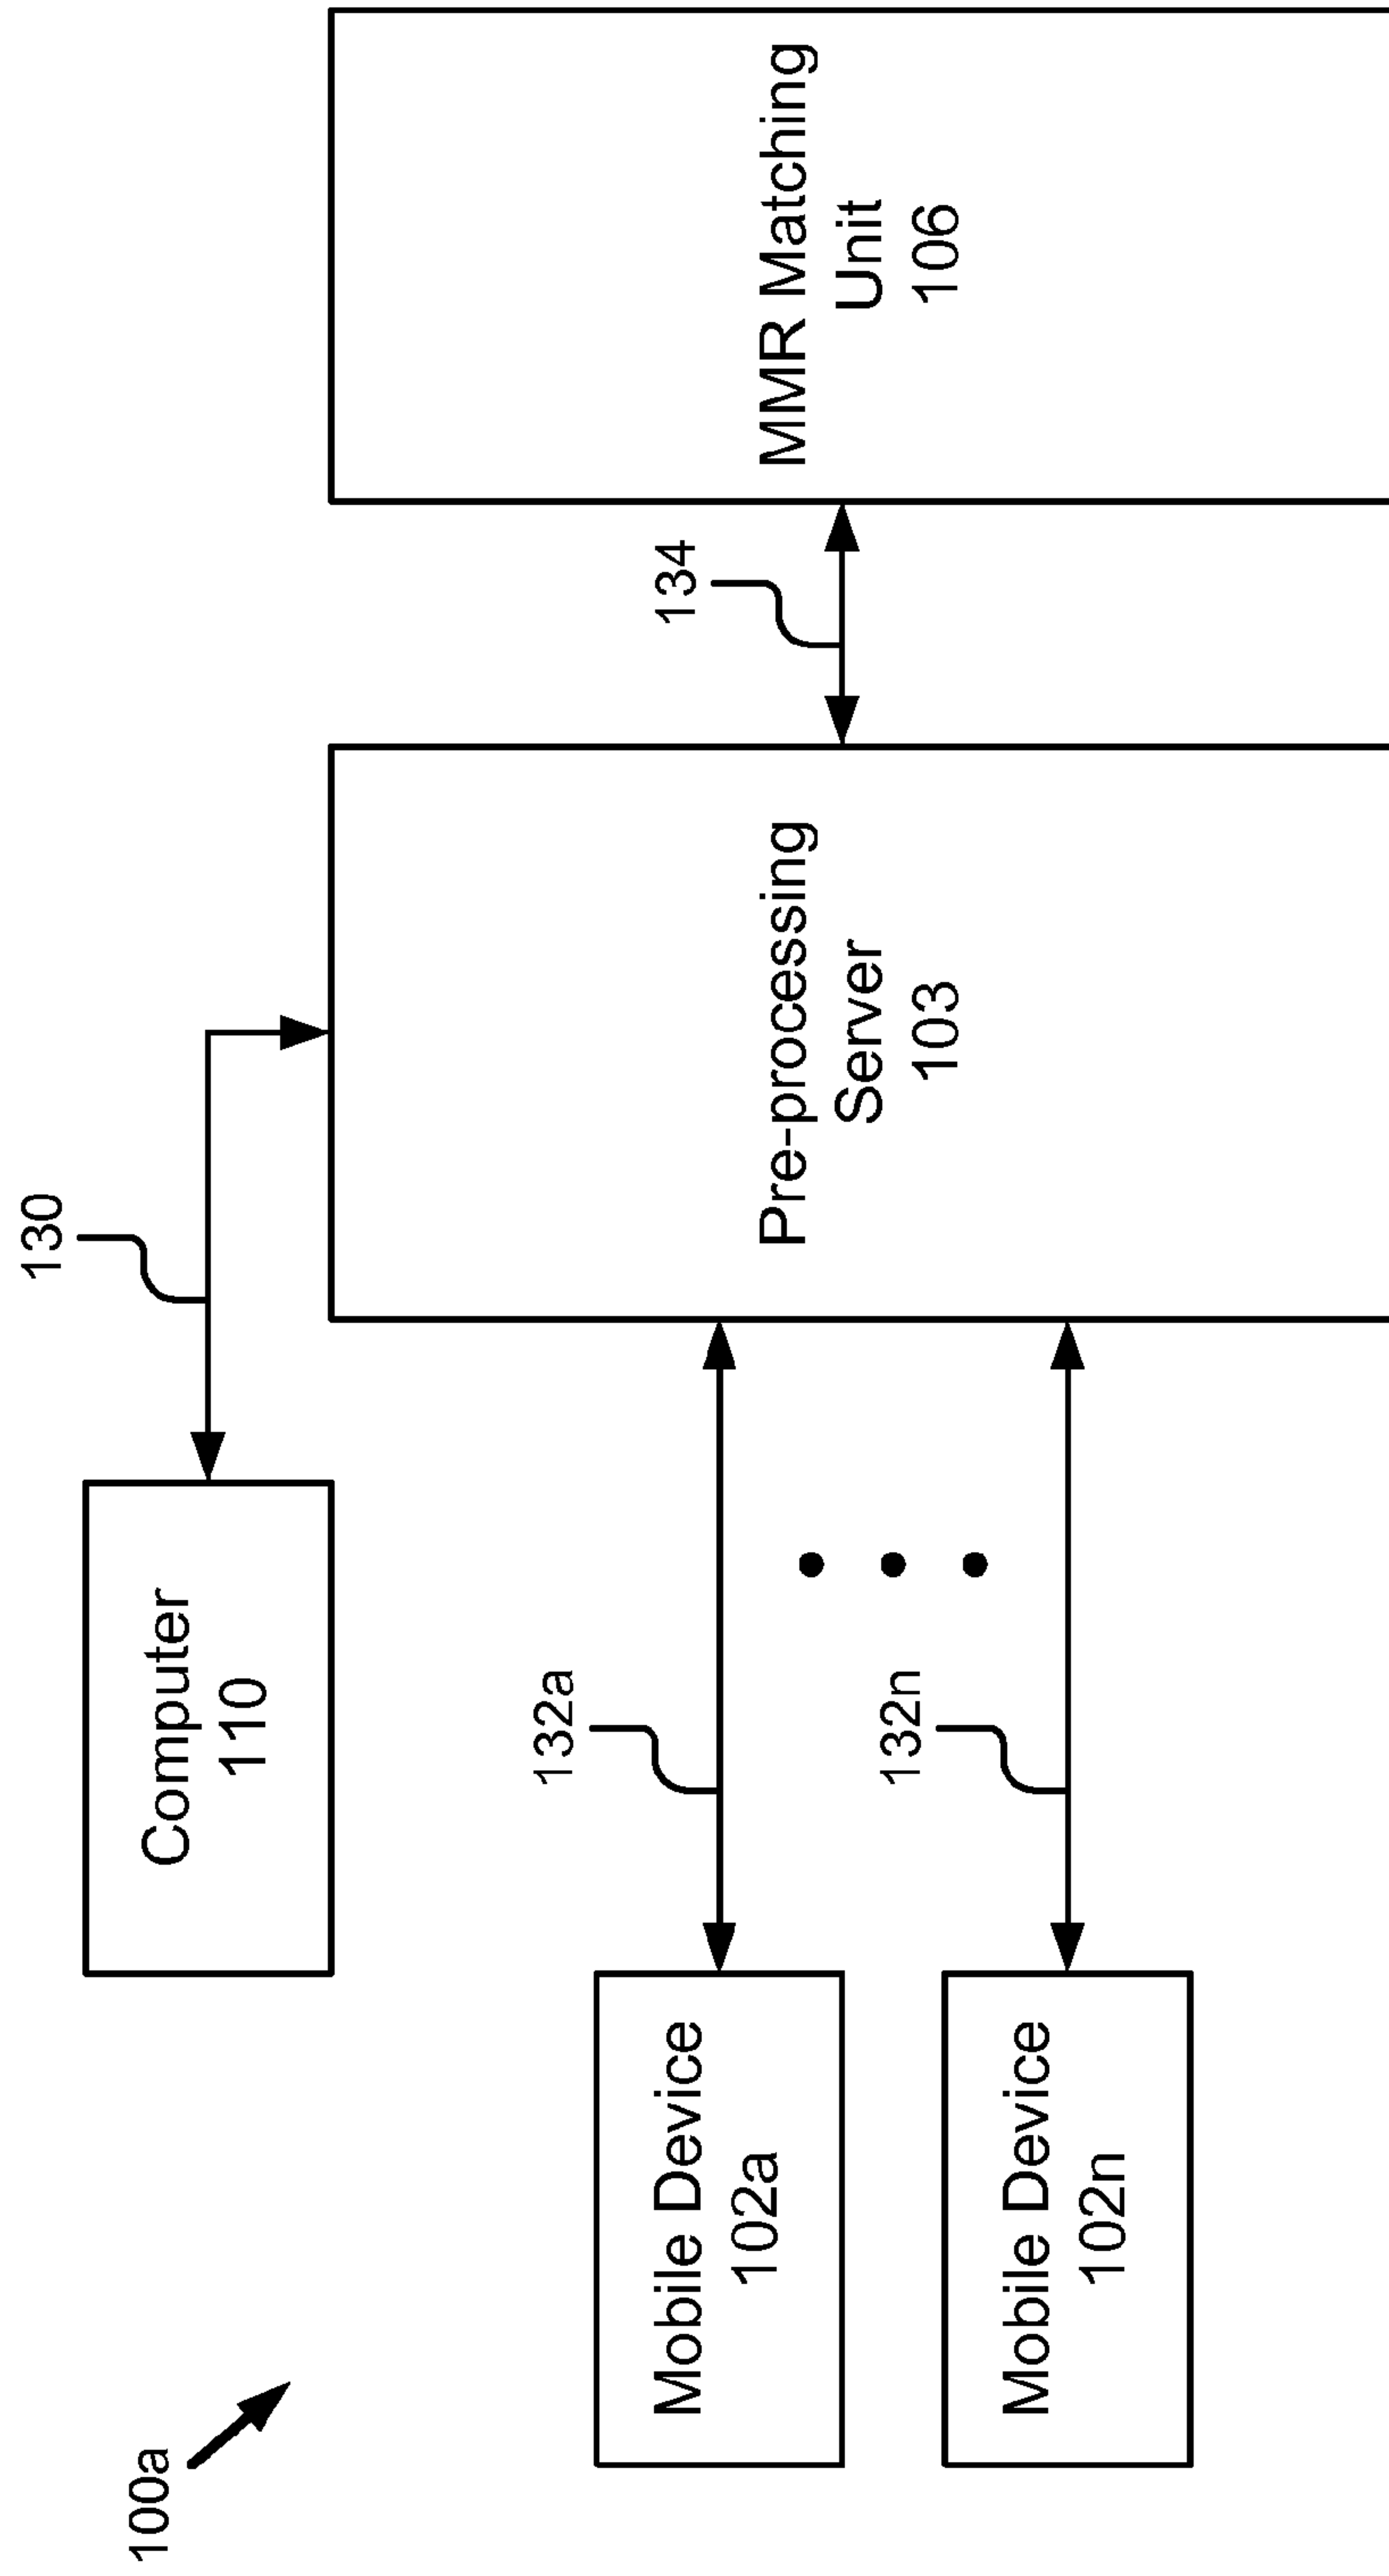 100a
Computer
110
130
Mobile Device
102a
132a
Mobile Device
102n
132n
Pre-processing
Server
103
134
MMR Matching
Unit
106